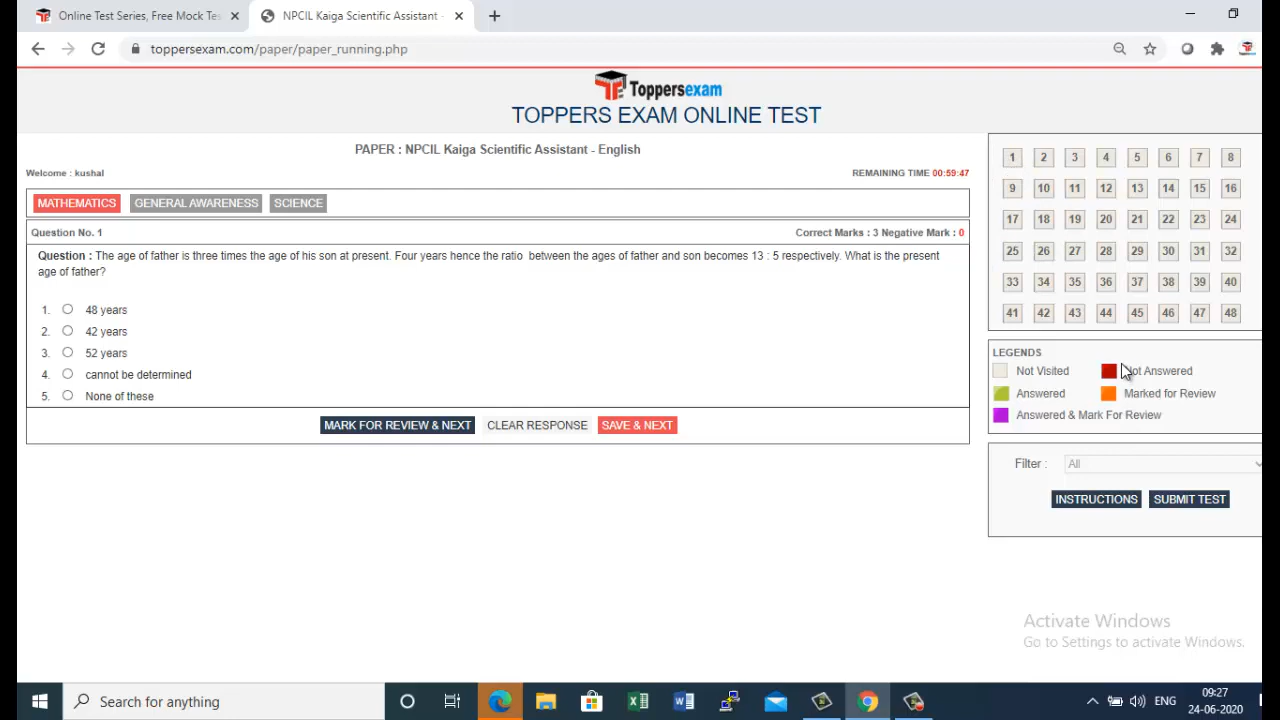 Online Test Series, Free Mock Tes
NPCIL Kaiga Scientific Assistant -
toppersexam.com/paper/paper_running.php
Toppersexam
TOPPERS EXAM ONLINE TEST
PAPER : NPCIL Kaiga Scientific Assistant - English
Welcome : kushal
REMAINING TIME 00:59:47
MATHEMATICS GENERAL AWARENESS SCIENCE
Question No. 1
Correct Marks : 3 Negative Mark : 0
Question : The age of father is three times the age of his son at present. Four years hence the ratio between the ages of father and son becomes 13 : 5 respectively. What is the present
age of father?
1. 48 years
2. 42 years
3. 52 years
4. cannot be determined
5. None of these
MARK FOR REVIEW & NEXT CLEAR RESPONSE SAVE & NEXT
1 2 3 4 5 6 7 8
9 10 11 12 13 14 15 16
17 18 19 20 21 22 23 24
25 26 27 28 29 30 31 32
33 34 35 36 37 38 39 40
41 42 43 44 45 46 47 48
LEGENDS
Not Visited Not Answered
Answered Marked for Review
Answered & Mark For Review
Filter : All
INSTRUCTIONS SUBMIT TEST
Activate Windows
Go to Settings to activate Windows.
Search for anything
ENG
09:27
24-06-2020